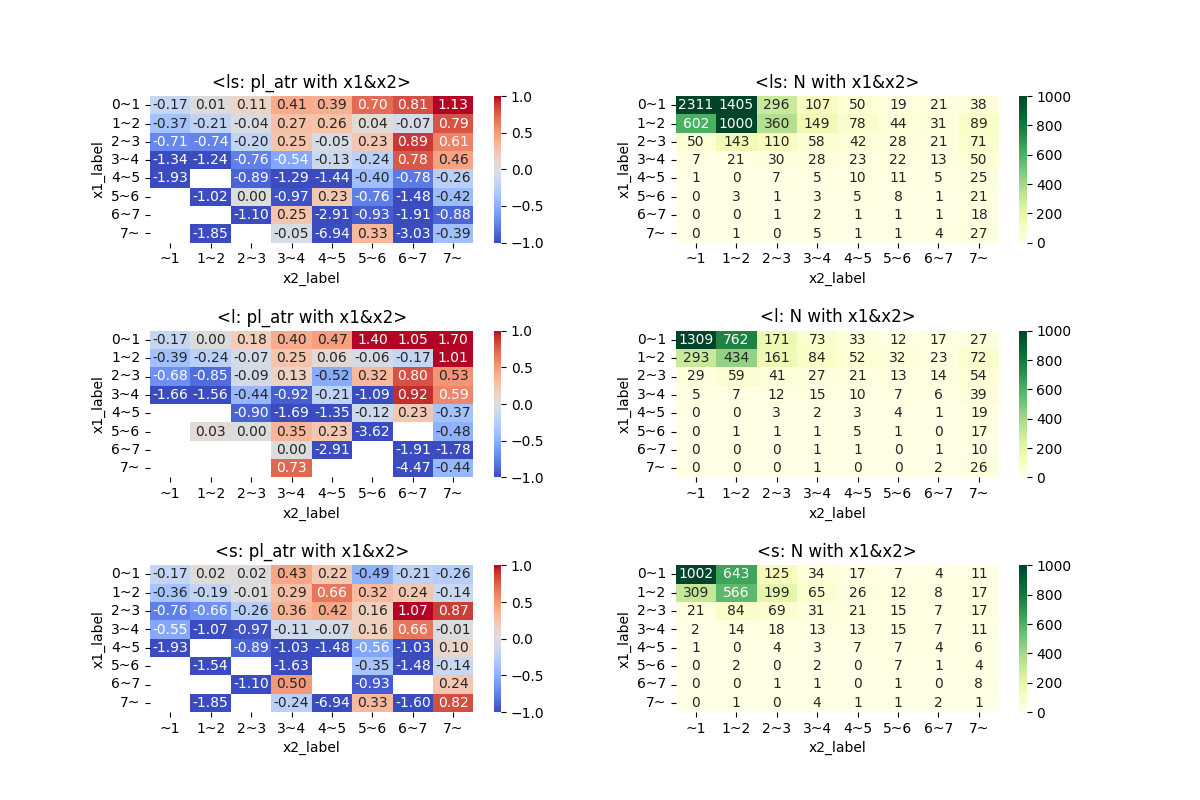 <ls: pl_atr with x1&x2>
x1_label
0~1 -0.17 0.01 0.11 0.41 0.39 0.70 0.81 1.13
1~2 -0.37 -0.21 -0.04 0.27 0.26 0.04 -0.07 0.79
2~3 -0.71 -0.74 -0.20 0.25 -0.05 0.23 0.89 0.61
3~4 -1.34 -1.24 -0.76 -0.54 -0.13 -0.24 0.78 0.46
4~5 -1.93 -0.89 -1.29 -1.44 -0.40 -0.78 -0.26
5~6 -1.02 0.00 -0.97 0.23 -0.76 -1.48 -0.42
6~7 -1.10 0.25 -2.91 -0.93 -1.91 -0.88
7~ -1.85 -0.05 -6.94 0.33 -3.03 -0.39
~1 1~2 2~3 3~4 4~5 5~6 6~7 7~
x2_label
1.0
0.5
0.0
−0.5
−1.0
<ls: N with x1&x2>
x1_label
0~1 2311 1405 296 107 50 19 21 38
1~2 602 1000 360 149 78 44 31 89
2~3 50 143 110 58 42 28 21 71
3~4 7 21 30 28 23 22 13 50
4~5 1 0 7 5 10 11 5 25
5~6 0 3 1 3 5 8 1 21
6~7 0 0 1 2 1 1 1 18
7~ 0 1 0 5 1 1 4 27
~1 1~2 2~3 3~4 4~5 5~6 6~7 7~
x2_label
1000
800
600
400
200
0
<l: pl_atr with x1&x2>
x1_label
0~1 -0.17 0.00 0.18 0.40 0.47 1.40 1.05 1.70
1~2 -0.39 -0.24 -0.07 0.25 0.06 -0.06 -0.17 1.01
2~3 -0.68 -0.85 -0.09 0.13 -0.52 0.32 0.80 0.53
3~4 -1.66 -1.56 -0.44 -0.92 -0.21 -1.09 0.92 0.59
4~5 -0.90 -1.69 -1.35 -0.12 0.23 -0.37
5~6 0.03 0.00 0.35 0.23 -3.62 -0.48
6~7 0.00 -2.91 -1.91 -1.78
7~ 0.73 -4.47 -0.44
~1 1~2 2~3 3~4 4~5 5~6 6~7 7~
x2_label
1.0
0.5
0.0
−0.5
−1.0
<l: N with x1&x2>
x1_label
0~1 1309 762 171 73 33 12 17 27
1~2 293 434 161 84 52 32 23 72
2~3 29 59 41 27 21 13 14 54
3~4 5 7 12 15 10 7 6 39
4~5 0 0 3 2 3 4 1 19
5~6 0 1 1 1 5 1 0 17
6~7 0 0 0 1 1 0 1 10
7~ 0 0 0 1 0 0 2 26
~1 1~2 2~3 3~4 4~5 5~6 6~7 7~
x2_label
1000
800
600
400
200
0
<s: pl_atr with x1&x2>
x1_label
0~1 -0.17 0.02 0.02 0.43 0.22 -0.49 -0.21 -0.26
1~2 -0.36 -0.19 -0.01 0.29 0.66 0.32 0.24 -0.14
2~3 -0.76 -0.66 -0.26 0.36 0.42 0.16 1.07 0.87
3~4 -0.55 -1.07 -0.97 -0.11 -0.07 0.16 0.66 -0.01
4~5 -1.93 -0.89 -1.03 -1.48 -0.56 -1.03 0.10
5~6 -1.54 -1.63 -0.35 -1.48 -0.14
6~7 -1.10 0.50 -0.93 0.24
7~ -1.85 -0.24 -6.94 0.33 -1.60 0.82
~1 1~2 2~3 3~4 4~5 5~6 6~7 7~
x2_label
1.0
0.5
0.0
−0.5
−1.0
<s: N with x1&x2>
x1_label
0~1 1002 643 125 34 17 7 4 11
1~2 309 566 199 65 26 12 8 17
2~3 21 84 69 31 21 15 7 17
3~4 2 14 18 13 13 15 7 11
4~5 1 0 4 3 7 7 4 6
5~6 0 2 0 2 0 7 1 4
6~7 0 0 1 1 0 1 0 8
7~ 0 1 0 4 1 1 2 1
~1 1~2 2~3 3~4 4~5 5~6 6~7 7~
x2_label
1000
800
600
400
200
0